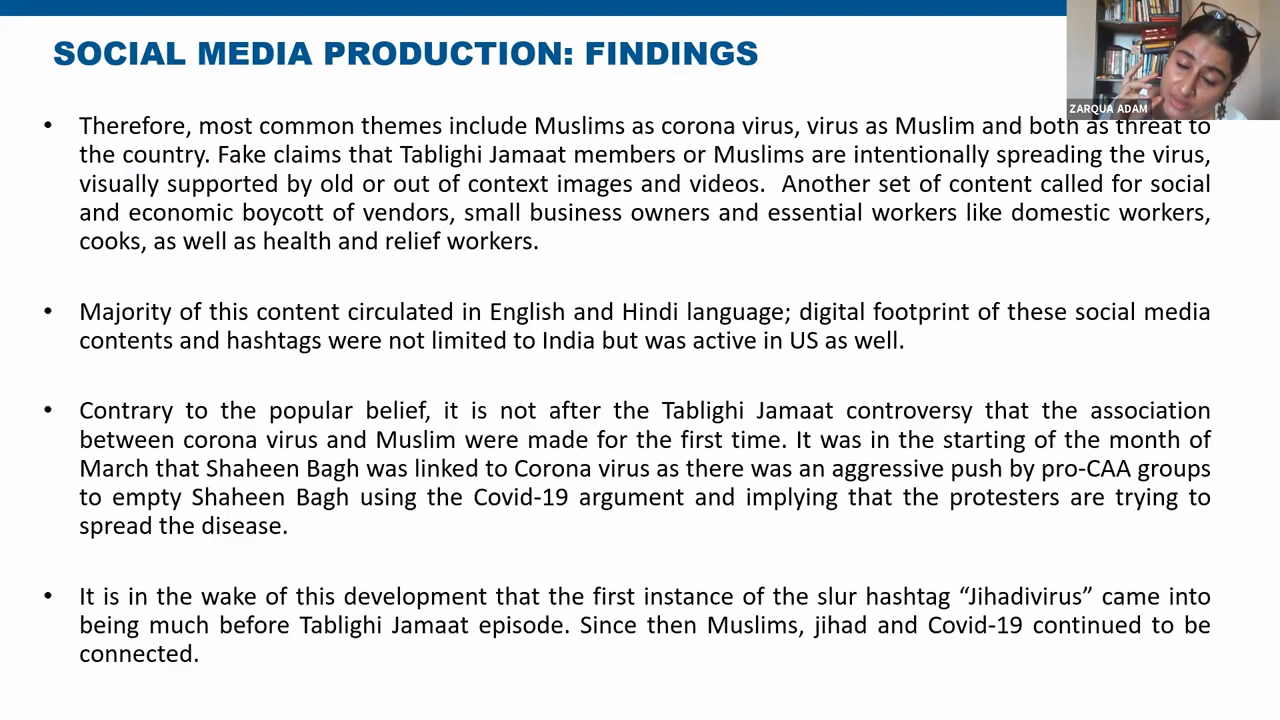 SOCIAL MEDIA PRODUCTION: FINDINGS
ZARQUA ADAM
• Therefore, most common themes include Muslims as corona virus, virus as Muslim and both as threat to
the country. Fake claims that Tablighi Jamaat members or Muslims are intentionally spreading the virus,
visually supported by old or out of context images and videos.  Another set of content called for social
and economic boycott of vendors, small business owners and essential workers like domestic workers,
cooks, as well as health and relief workers.
• Majority of this content circulated in English and Hindi language; digital footprint of these social media
contents and hashtags were not limited to India but was active in US as well.
• Contrary to the popular belief, it is not after the Tablighi Jamaat controversy that the association
between corona virus and Muslim were made for the first time. It was in the starting of the month of
March that Shaheen Bagh was linked to Corona virus as there was an aggressive push by pro-CAA groups
to empty Shaheen Bagh using the Covid-19 argument and implying that the protesters are trying to
spread the disease.
• It is in the wake of this development that the first instance of the slur hashtag “Jihadivirus” came into
being much before Tablighi Jamaat episode. Since then Muslims, jihad and Covid-19 continued to be
connected.